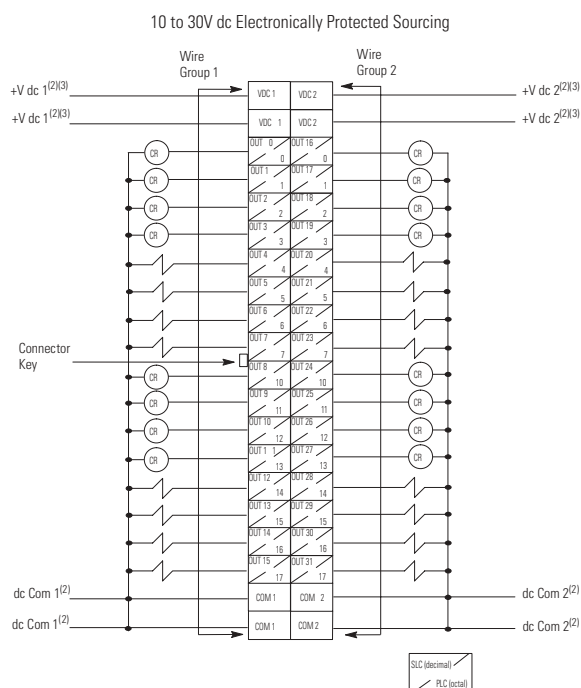 10 to 30V dc Electronically Protected Sourcing
Wire
Group 1
Wire
Group 2
+V dc 1(2)(3) VDC 1 VDC 2 +V dc 2(2)(3)
+V dc 1(2)(3) VDC 1 VDC 2 +V dc 2(2)(3)
CR OUT 0 0 OUT 16 0 CR
CR OUT 1 1 OUT 17 1 CR
CR OUT 2 2 OUT 18 2 CR
CR OUT 3 3 OUT 19 3 CR
OUT 4 4 OUT 20 4
OUT 5 5 OUT 21 5
OUT 6 6 OUT 22 6
OUT 7 7 OUT 23 7
Connector
Key
CR OUT 8 10 OUT 24 10 CR
CR OUT 9 11 OUT 25 11 CR
CR OUT 10 12 OUT 26 12 CR
CR OUT 1 1 13 OUT 27 13 CR
OUT 12 14 OUT 28 14
OUT 13 15 OUT 29 15
OUT 14 16 OUT 30 16
OUT 15 17 OUT 31 17
dc Com 1(2) COM 1 COM 2 dc Com 2(2)
dc Com 1(2) COM 1 COM 2 dc Com 2(2)
SLC (decimal)
PLC (octal)